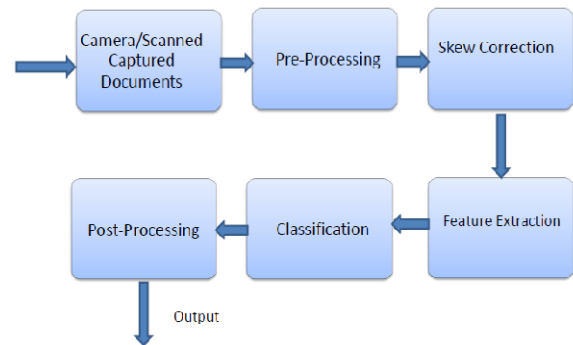 Camera/Scanned
Captured
Documents
Pre-Processing
Skew Correction
Feature Extraction
Classification
Post-Processing
Output